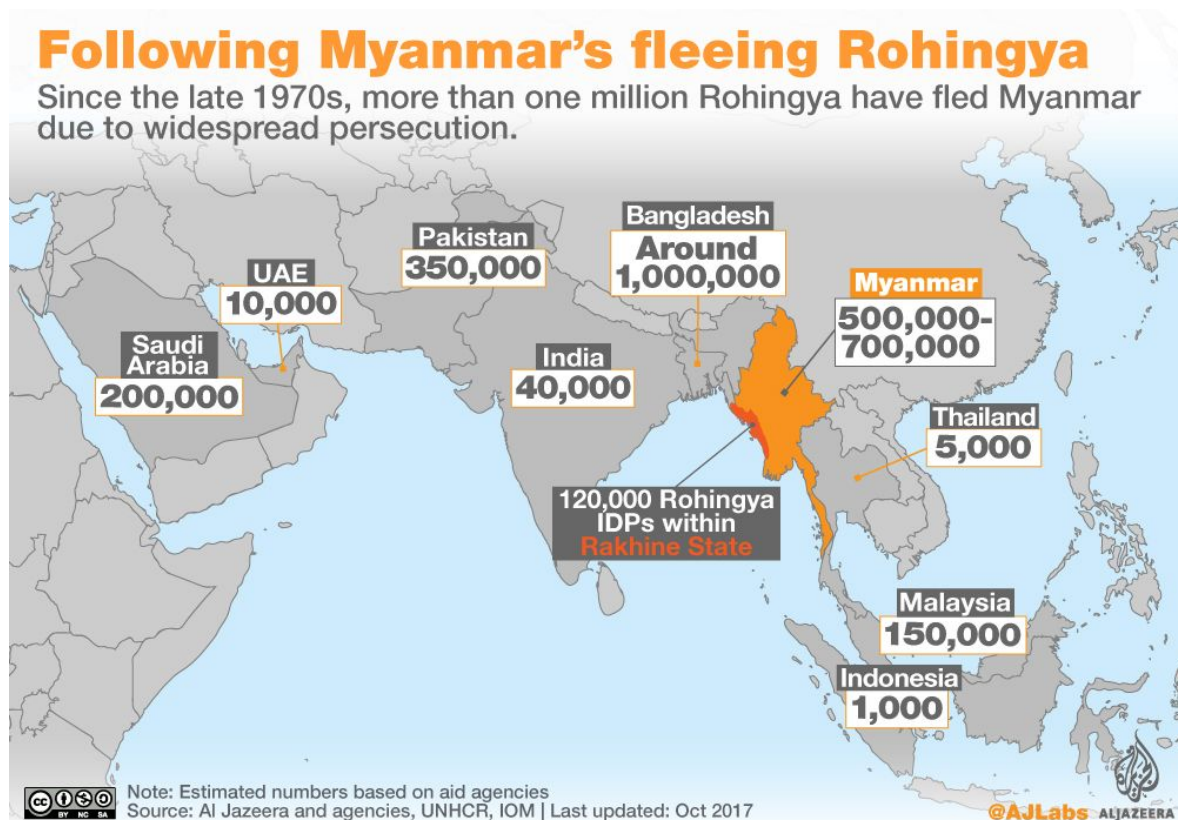 Following Myanmar’s fleeing Rohingya
Since the late 1970s, more than one million Rohingya have fled Myanmar
due to widespread persecution.
Bangladesh
Around
1,000,000
Pakistan
350,000
UAE
10,000
Myanmar
500,000-
700,000
Saudi
Arabia
200,000
India
40,000
Thailand
5,000
120,000 Rohingya
IDPs within
Rakhine State
Malaysia
150,000
Indonesia
1,000
Note: Estimated numbers based on aid agencies
Source: Al Jazeera and agencies, UNHCR, IOM | Last updated: Oct 2017
cc
BY NC SA
@AJLabs ALJAZEERA